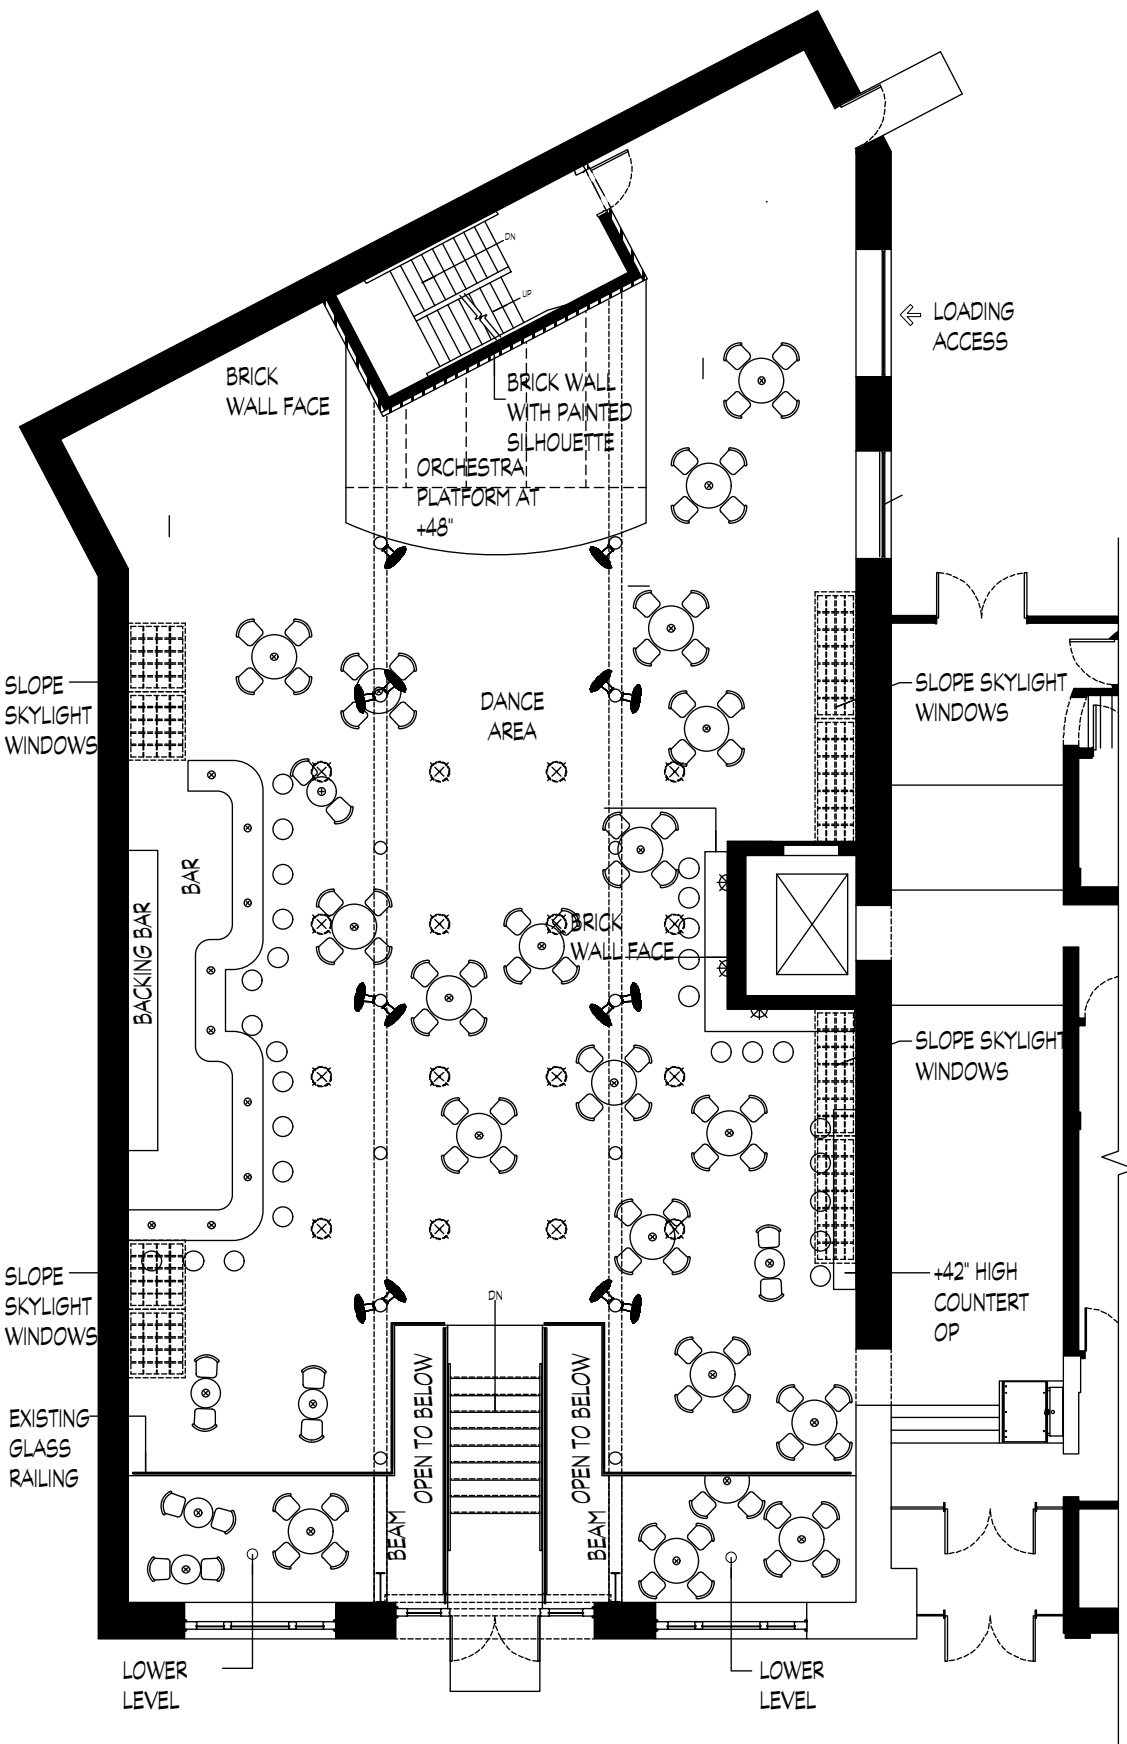 DN
UP
LOADING
ACCESS
BRICK
WALL FACE
BRICK WALL
WITH PAINTED
SILHOUETTE
ORCHESTRA
PLATFORM AT
+48"
SLOPE
SKYLIGHT
WINDOWS
DANCE
AREA
SLOPE SKYLIGHT
WINDOWS
BAR
BACKING BAR
BRICK
WALL FACE
SLOPE SKYLIGHT
WINDOWS
SLOPE
SKYLIGHT
WINDOWS
+42" HIGH
COUNTERT
OP
DN
OPEN TO BELOW
OPEN TO BELOW
EXISTING
GLASS
RAILING
BEAM
BEAM
LOWER
LEVEL
LOWER
LEVEL